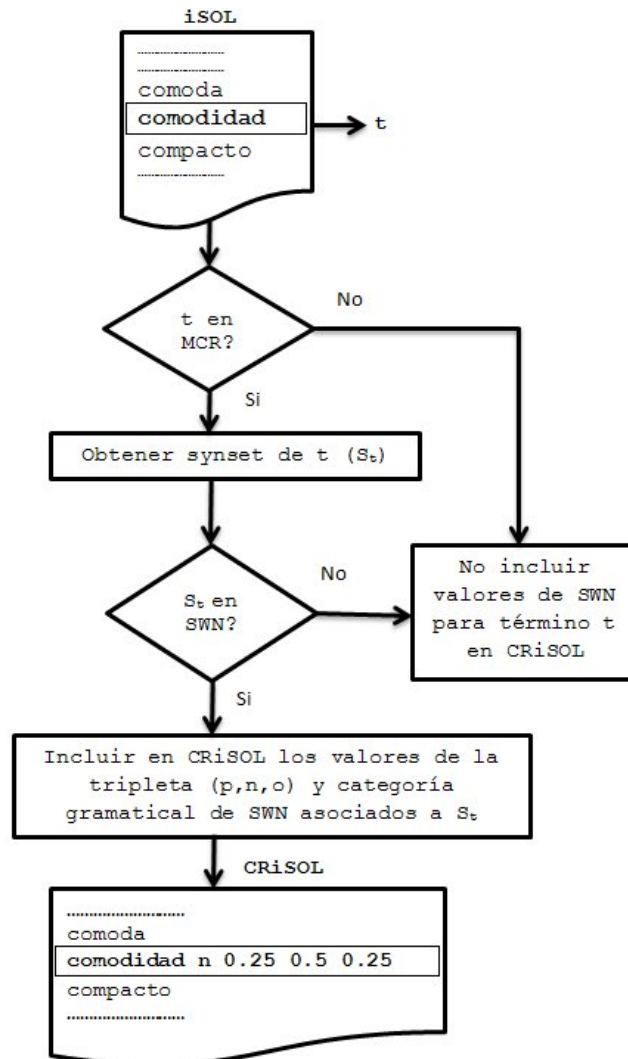 iSOL
comoda
comodidad
t
compacto
No
t en
MCR?
Si
Obtener synset de t (Sₜ)
No
Sₜ en
SWN?
No incluir
valores de SWN
para término t
en CRiSOL
Si
Incluir en CRiSOL los valores de la
tripleta (p,n,o) y categoría
gramatical de SWN asociados a Sₜ
CRiSOL
comoda
comodidad n 0.25 0.5 0.25
compacto